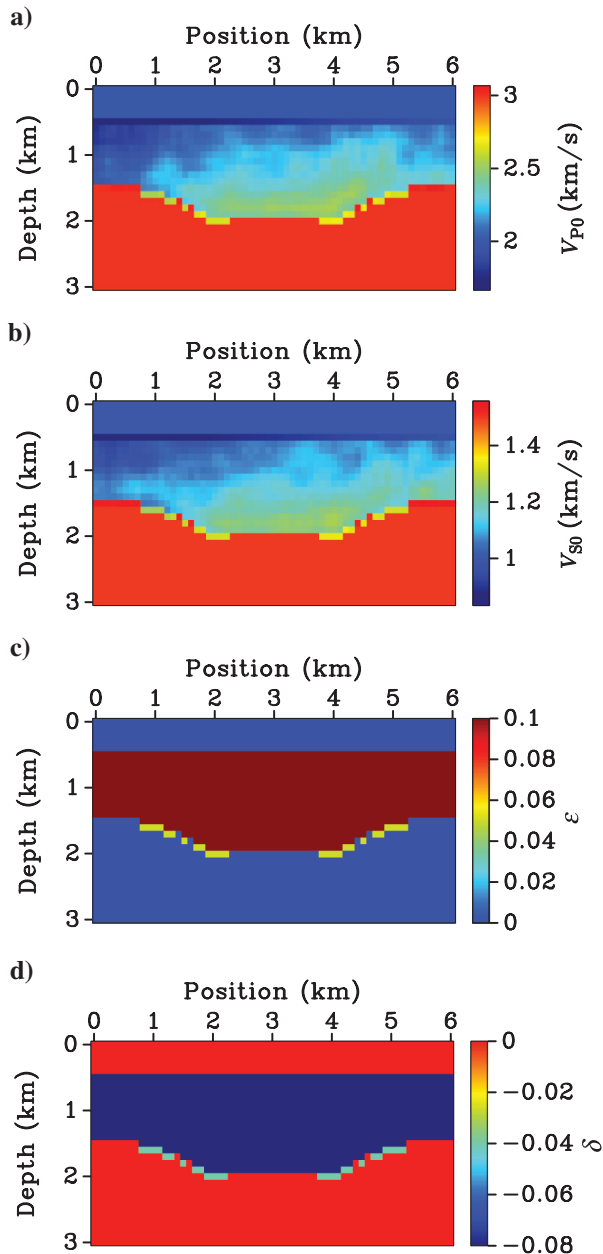 a)
Position (km)
0 1 2 3 4 5 6
Depth (km)
0
1
2
3
3
2.5
2
V_P0 (km/s)
b)
Position (km)
0 1 2 3 4 5 6
Depth (km)
0
1
2
3
1.4
1.2
1
V_S0 (km/s)
c)
Position (km)
0 1 2 3 4 5 6
Depth (km)
0
1
2
3
0.1
0.08
0.06
0.04
0.02
0
ε
d)
Position (km)
0 1 2 3 4 5 6
Depth (km)
0
1
2
3
0
−0.02
−0.04
−0.06
−0.08
δ